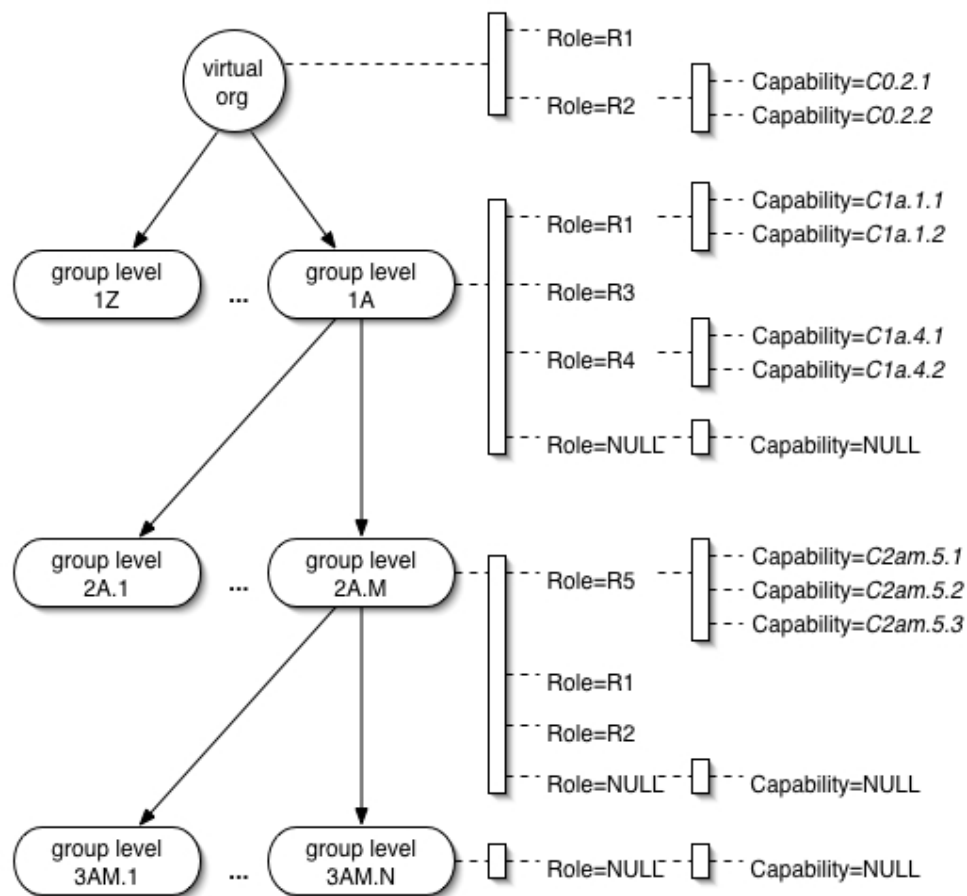 virtual
org
Role=R1
Role=R2
Capability=C0.2.1
Capability=C0.2.2
group level
1Z
...
group level
1A
Role=R1
Capability=C1a.1.1
Capability=C1a.1.2
Role=R3
Role=R4
Capability=C1a.4.1
Capability=C1a.4.2
Role=NULL
Capability=NULL
group level
2A.1
...
group level
2A.M
Role=R5
Capability=C2am.5.1
Capability=C2am.5.2
Capability=C2am.5.3
Role=R1
Role=R2
Role=NULL
Capability=NULL
group level
3AM.1
...
group level
3AM.N
Role=NULL
Capability=NULL